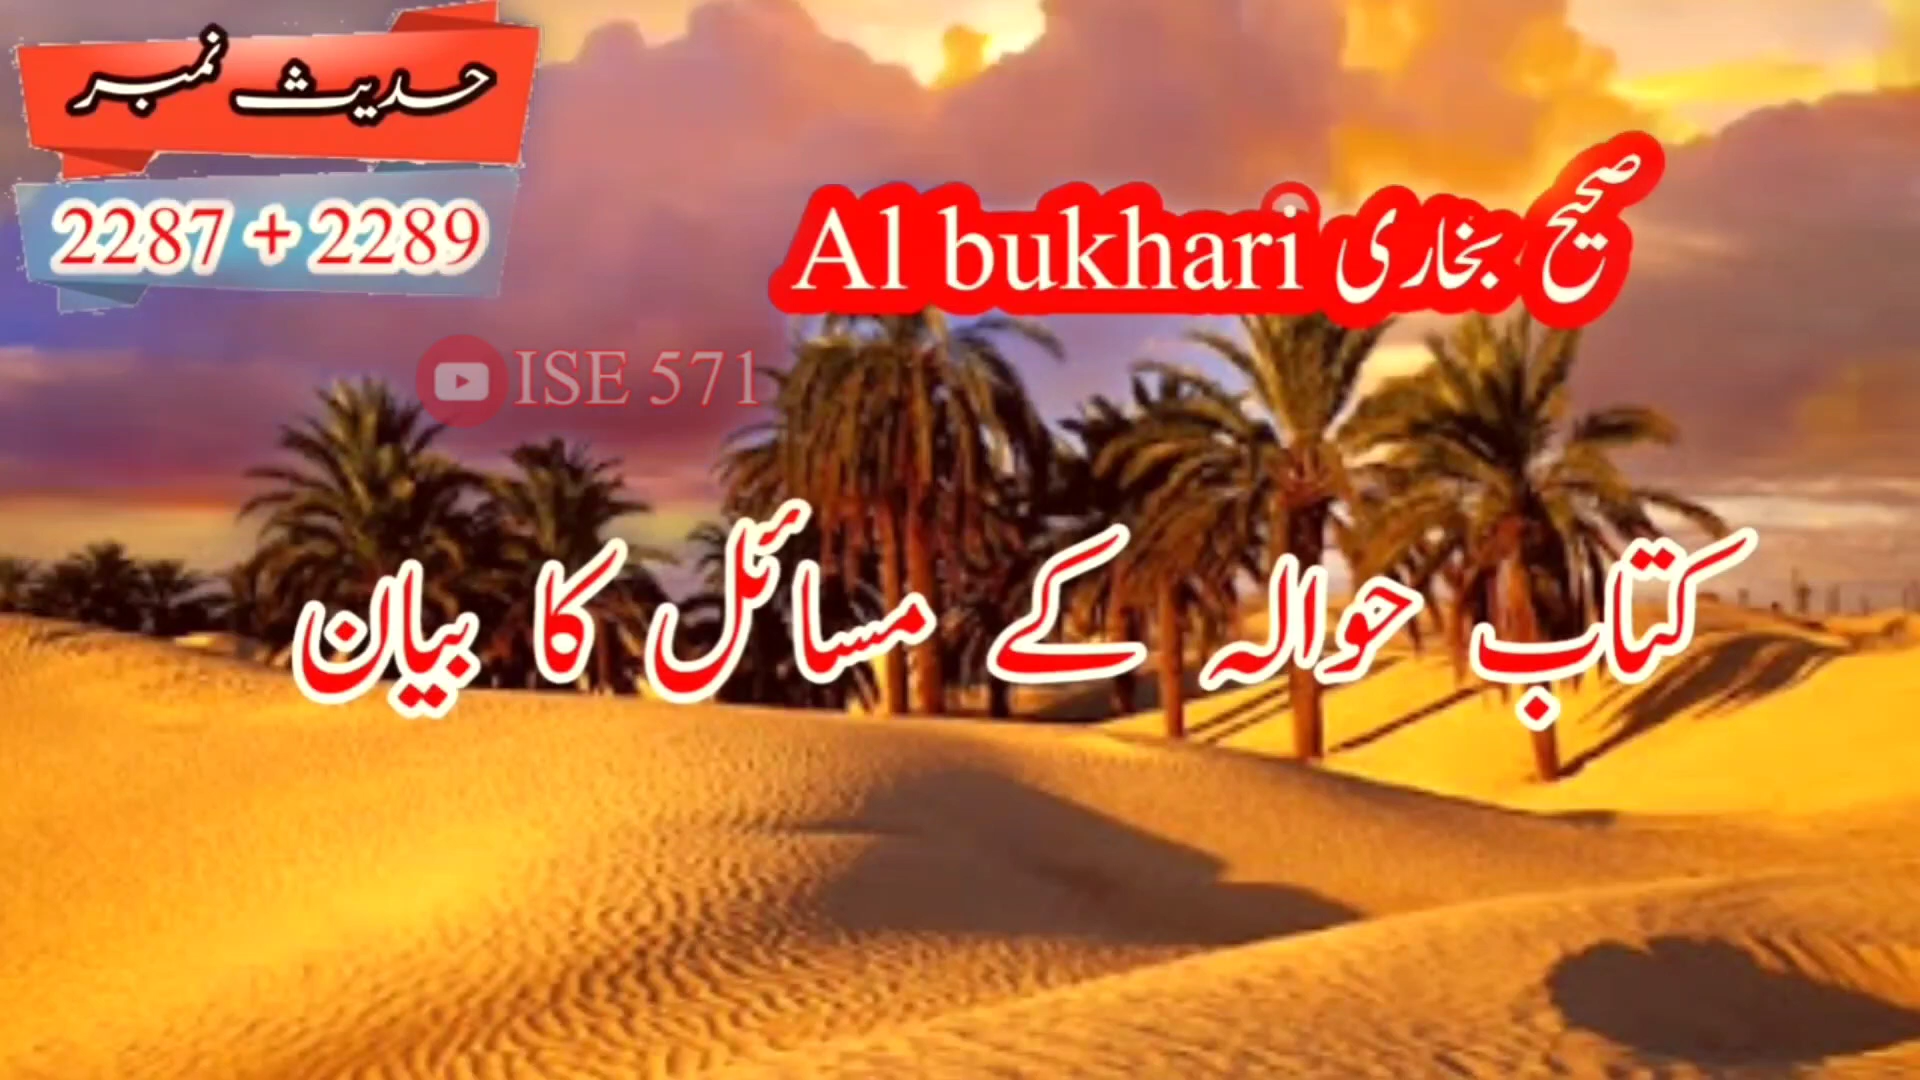 حدیث نمبر
2287 + 2289
صحیح بخاری Al bukhari
ISE 571
کتاب حوالہ کے مسائل کا بیان